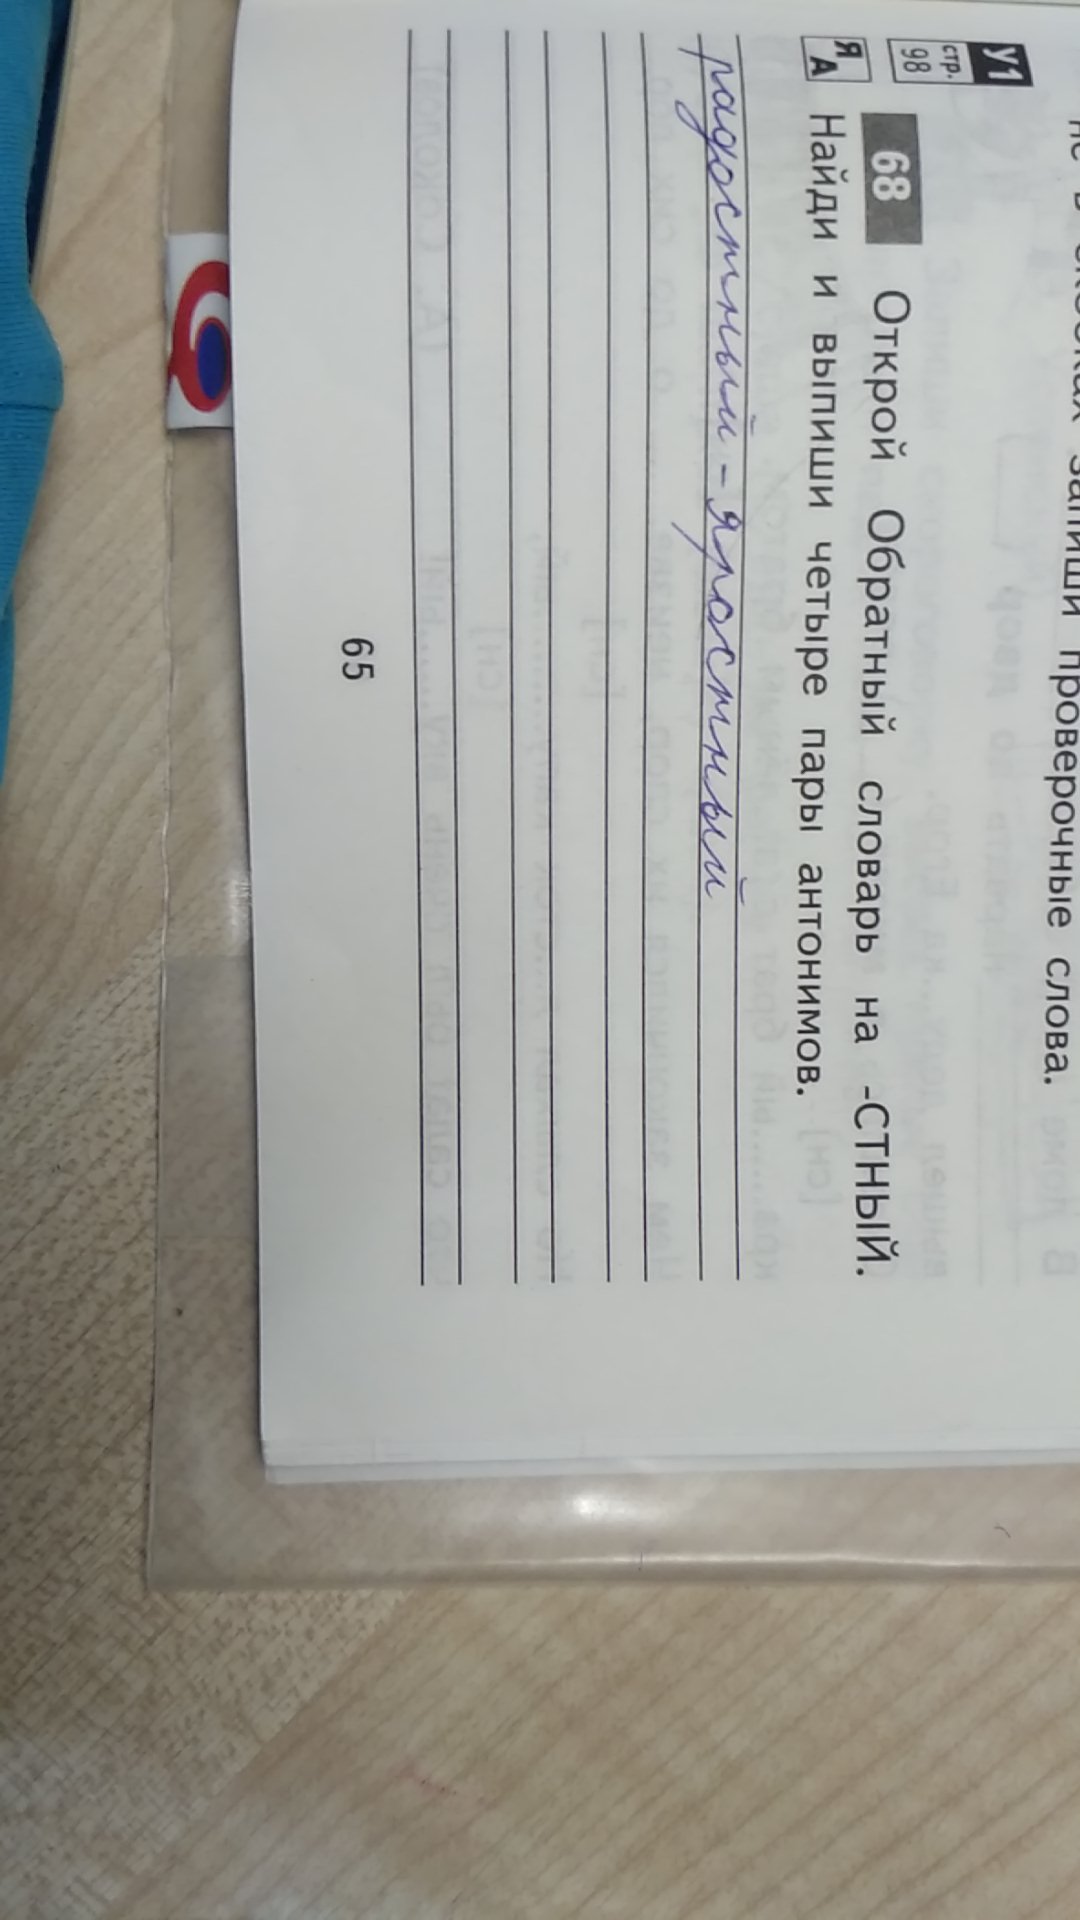 не в скобках запиши проверочные слова.
У1
стр.
98
68 Открой Обратный словарь на -СТНЫЙ.
Я
А
Найди и выпиши четыре пары антонимов.
радостный - яростный
65